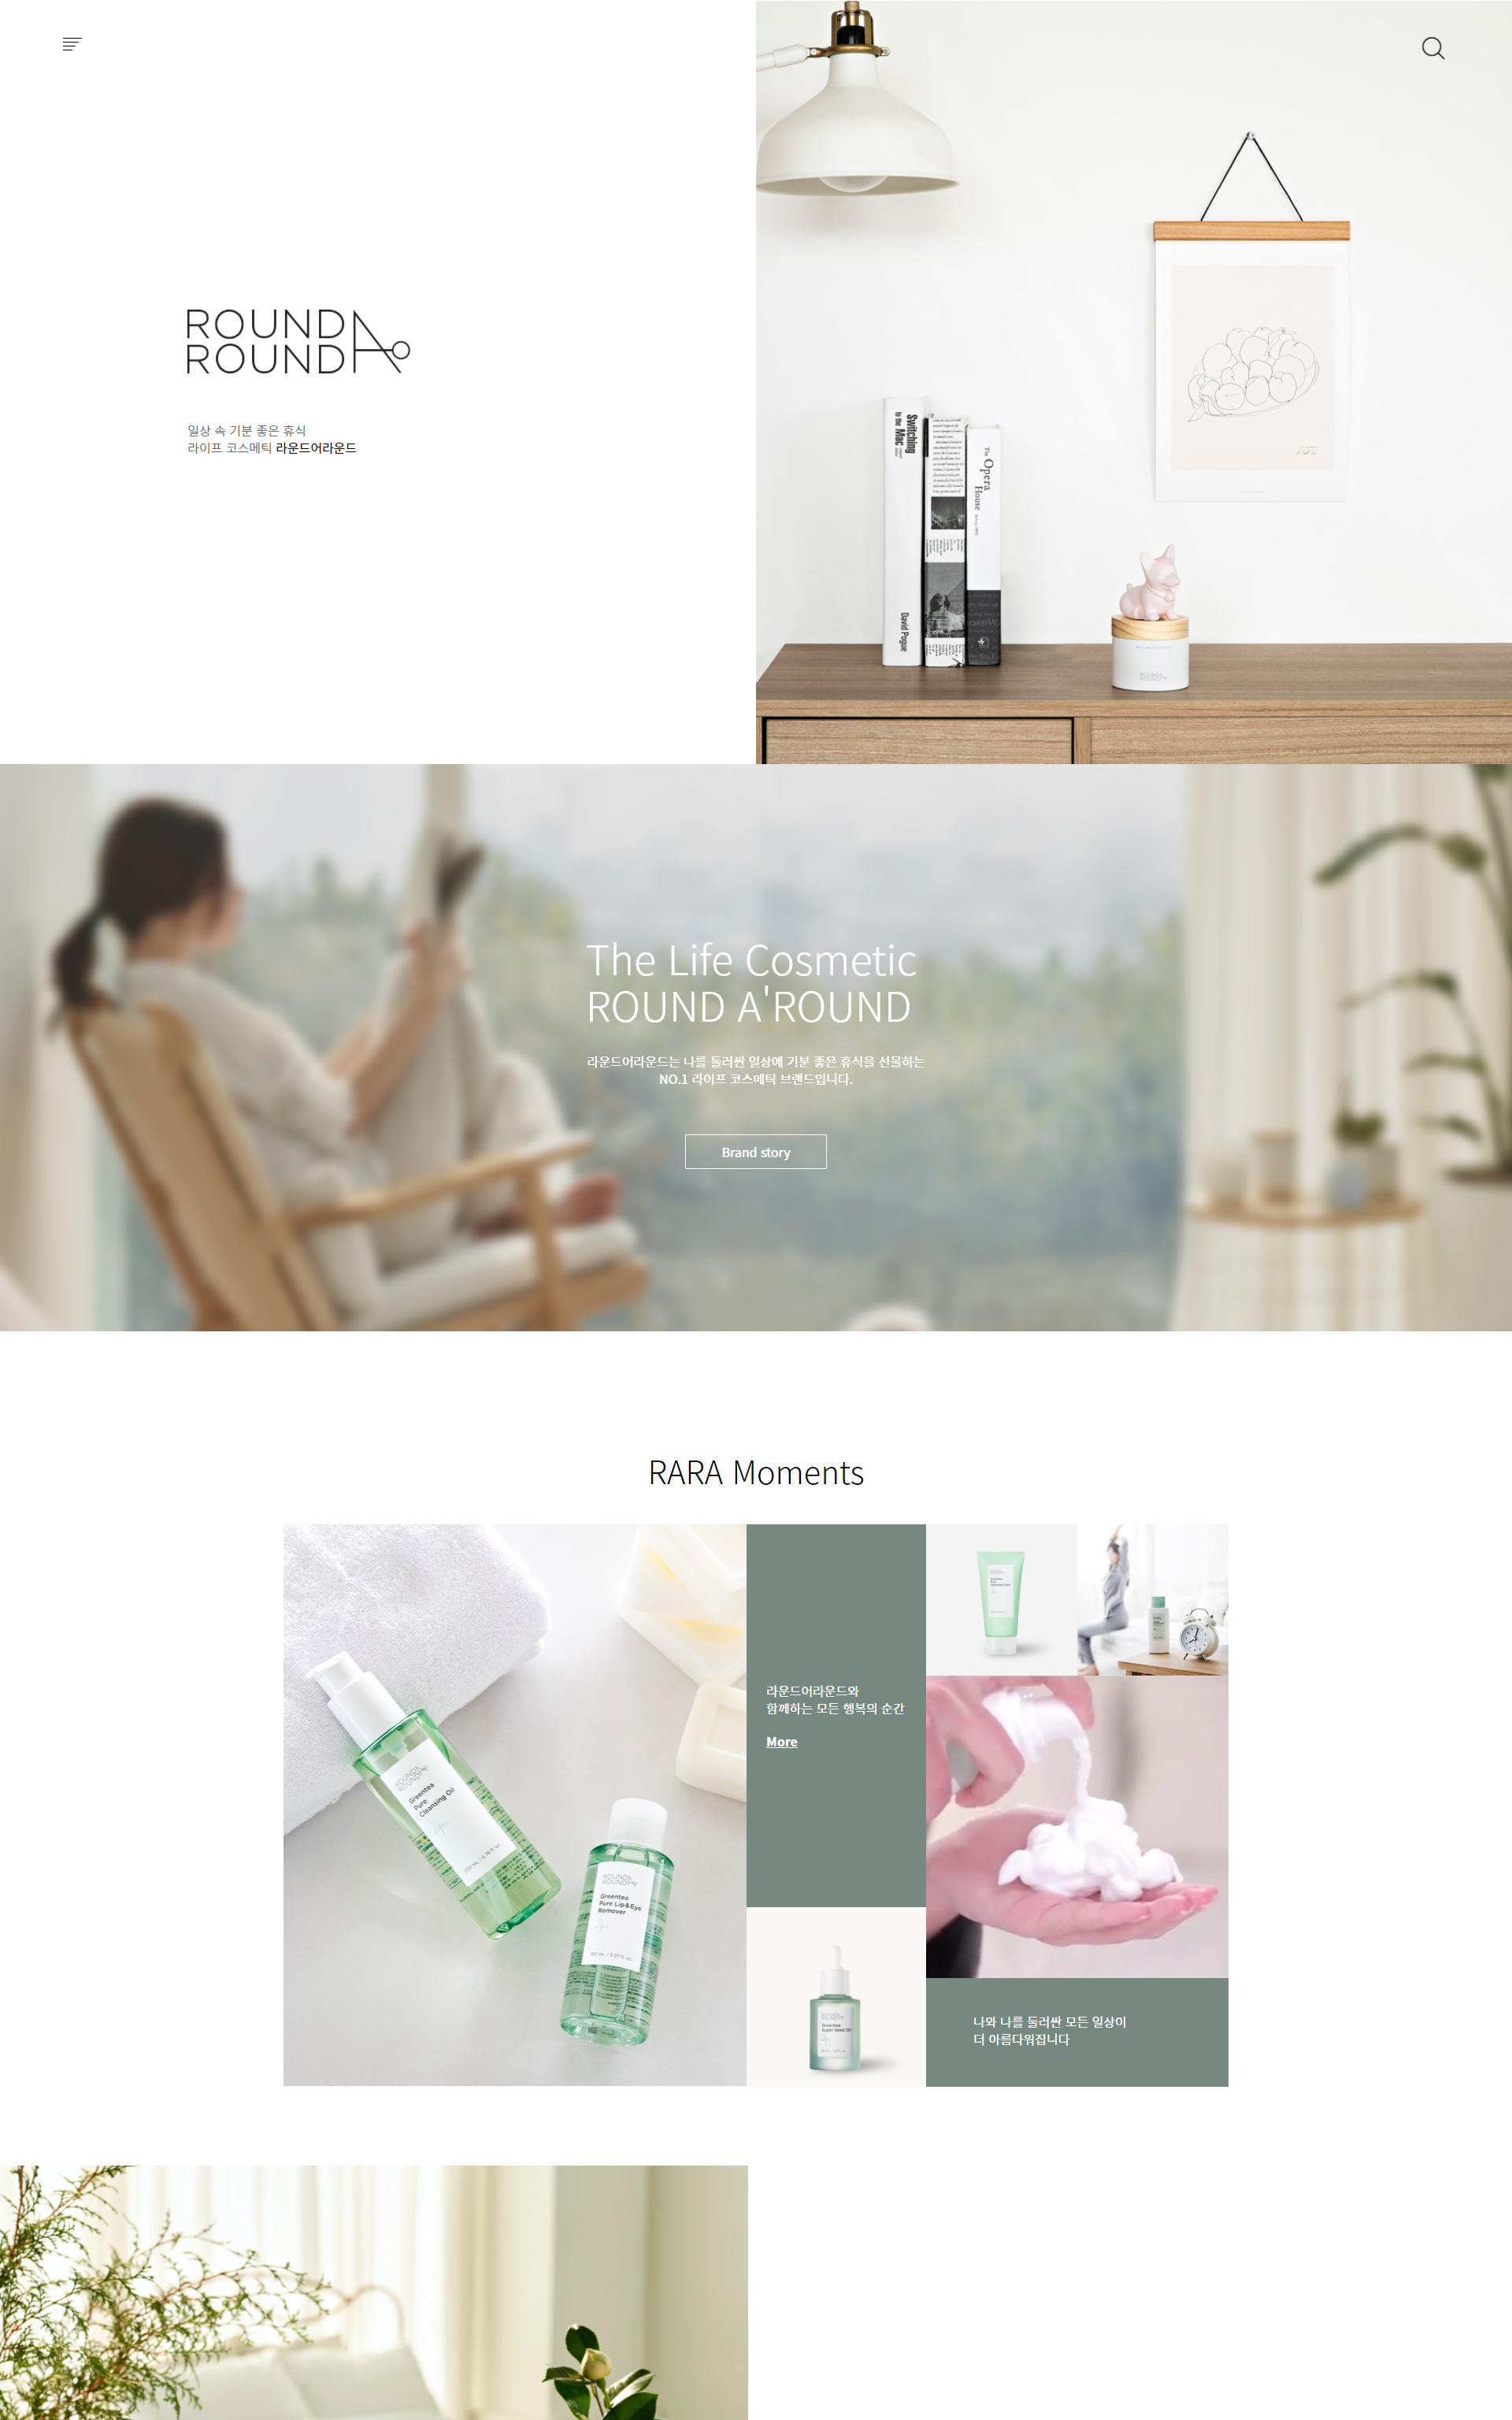 ROUND A
ROUND
일상 속 기분 좋은 휴식
라이프 코스메틱 라운드어라운드
Switching
to the Mac
David Pogue
The Opera
House
The Life Cosmetic
ROUND A'ROUND
라운드어라운드는 나를 둘러싼 일상에 기분 좋은 휴식을 선물하는
NO.1 라이프 코스메틱 브랜드입니다.
Brand story
RARA Moments
라운드어라운드와
함께하는 모든 행복의 순간
More
ROUND A
ROUND
Greentea
Pure
Cleansing Oil
ROUND A
ROUND
Greentea
Pure Lip&Eye
Remover
Greentea
Super Seed Oil
나와 나를 둘러싼 모든 일상이
더 아름다워집니다